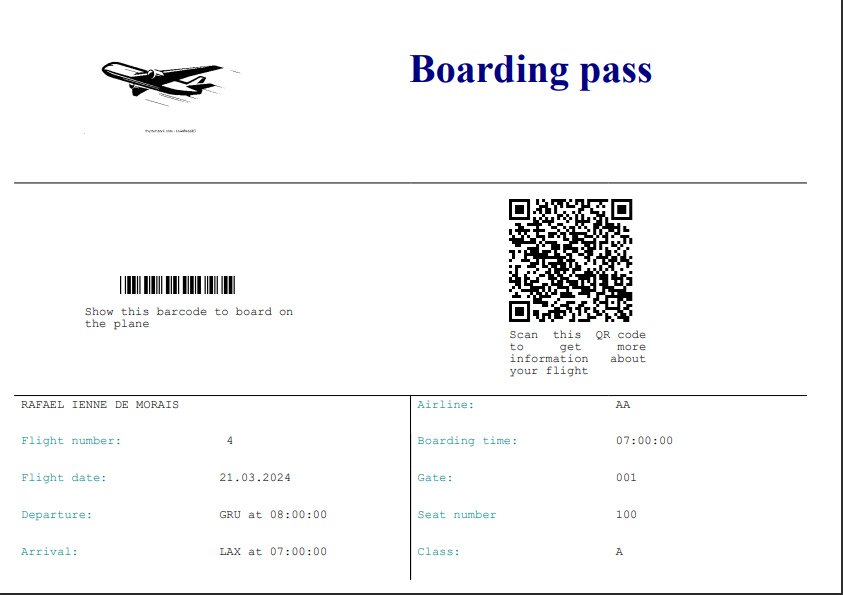 Boarding pass
Show this barcode to board on
the plane
Scan this QR code
to get more
information about
your flight
RAFAEL IENNE DE MORAIS
Flight number: 4
Flight date: 21.03.2024
Departure: GRU at 08:00:00
Arrival: LAX at 07:00:00
Airline: AA
Boarding time: 07:00:00
Gate: 001
Seat number 100
Class: A